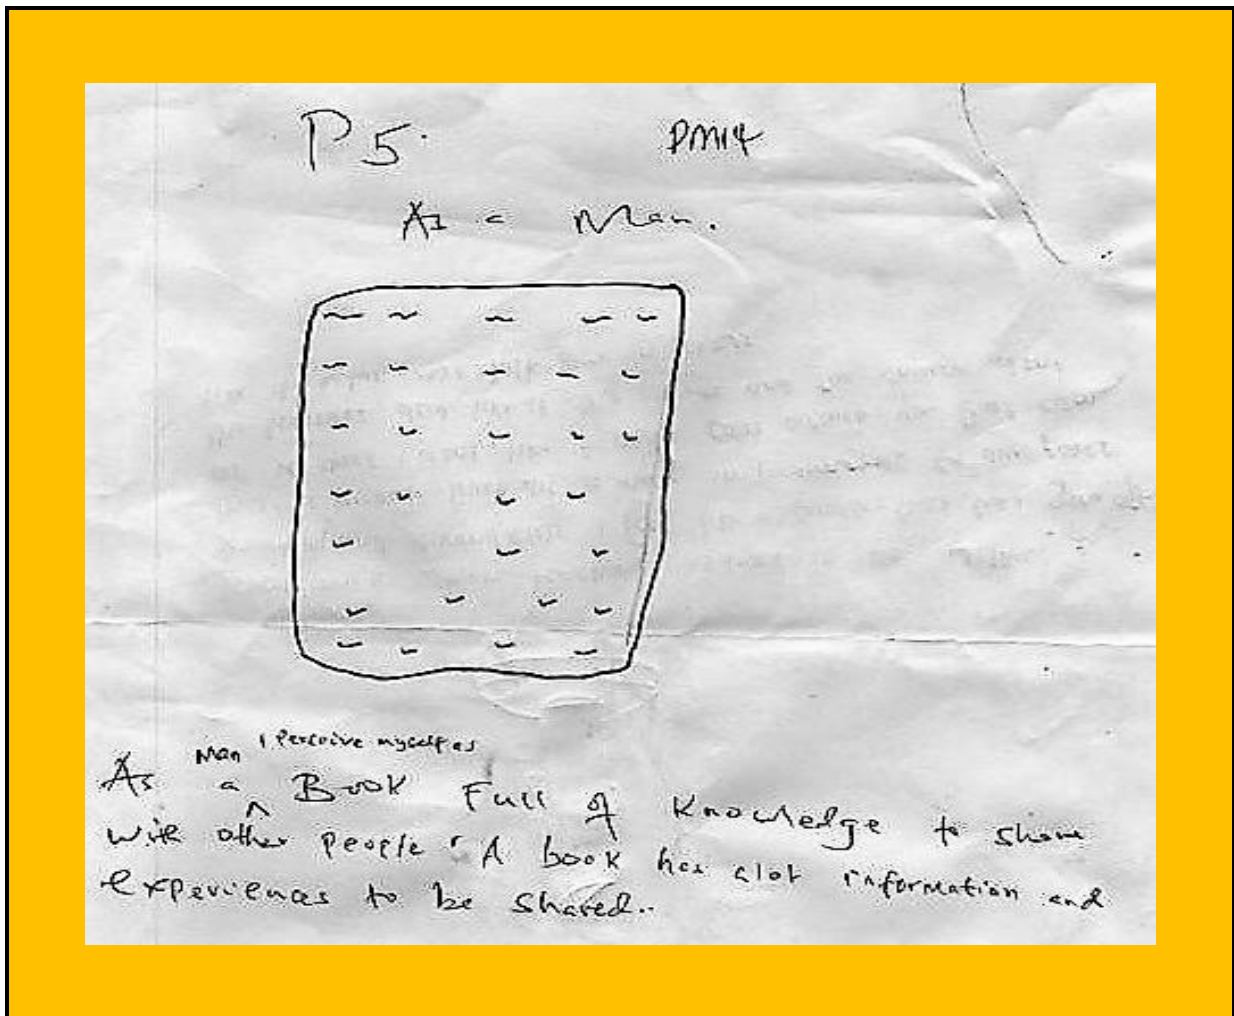 P5. PM14
As a Man.
Man I perceive myself as
As a ^ Book Full of Knowledge to share
with other people. A book has alot information and
experiences to be shared..